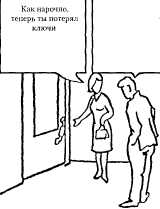 Как нарочно,
теперь ты потерял
ключи